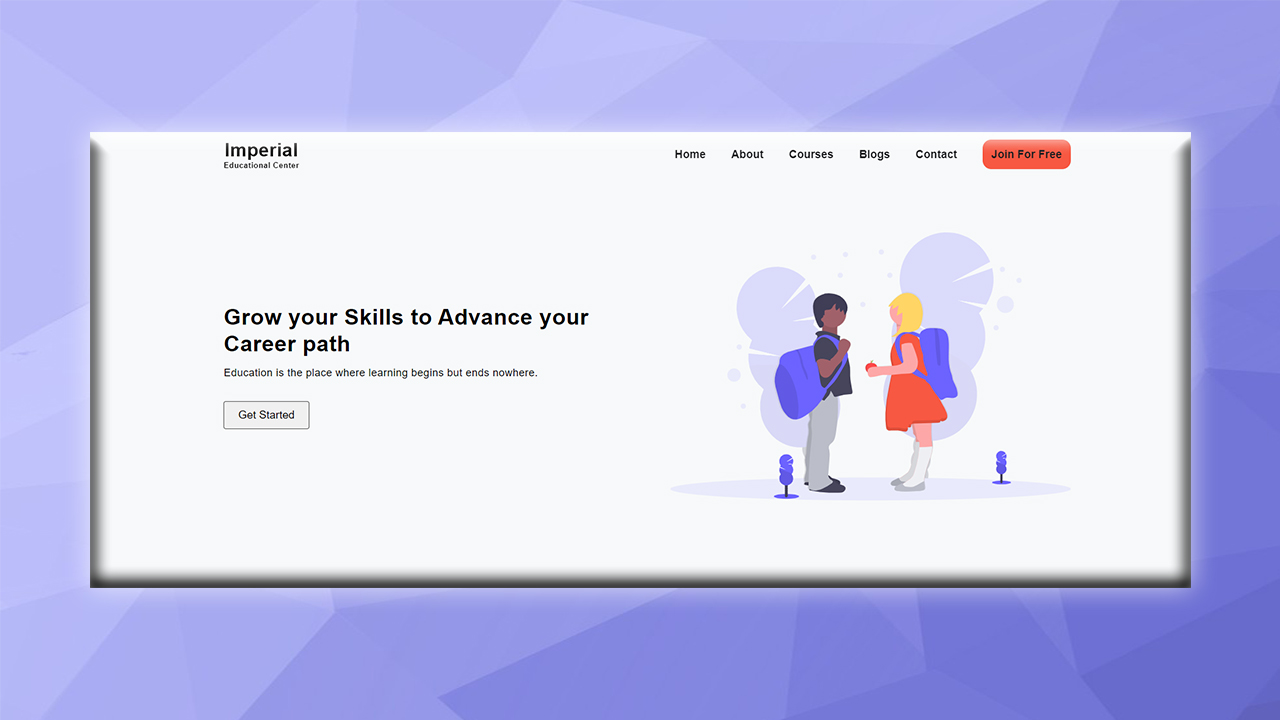 Imperial
Educational Center
Home
About
Courses
Blogs
Contact
Join For Free
Grow your Skills to Advance your
Career path
Education is the place where learning begins but ends nowhere.
Get Started